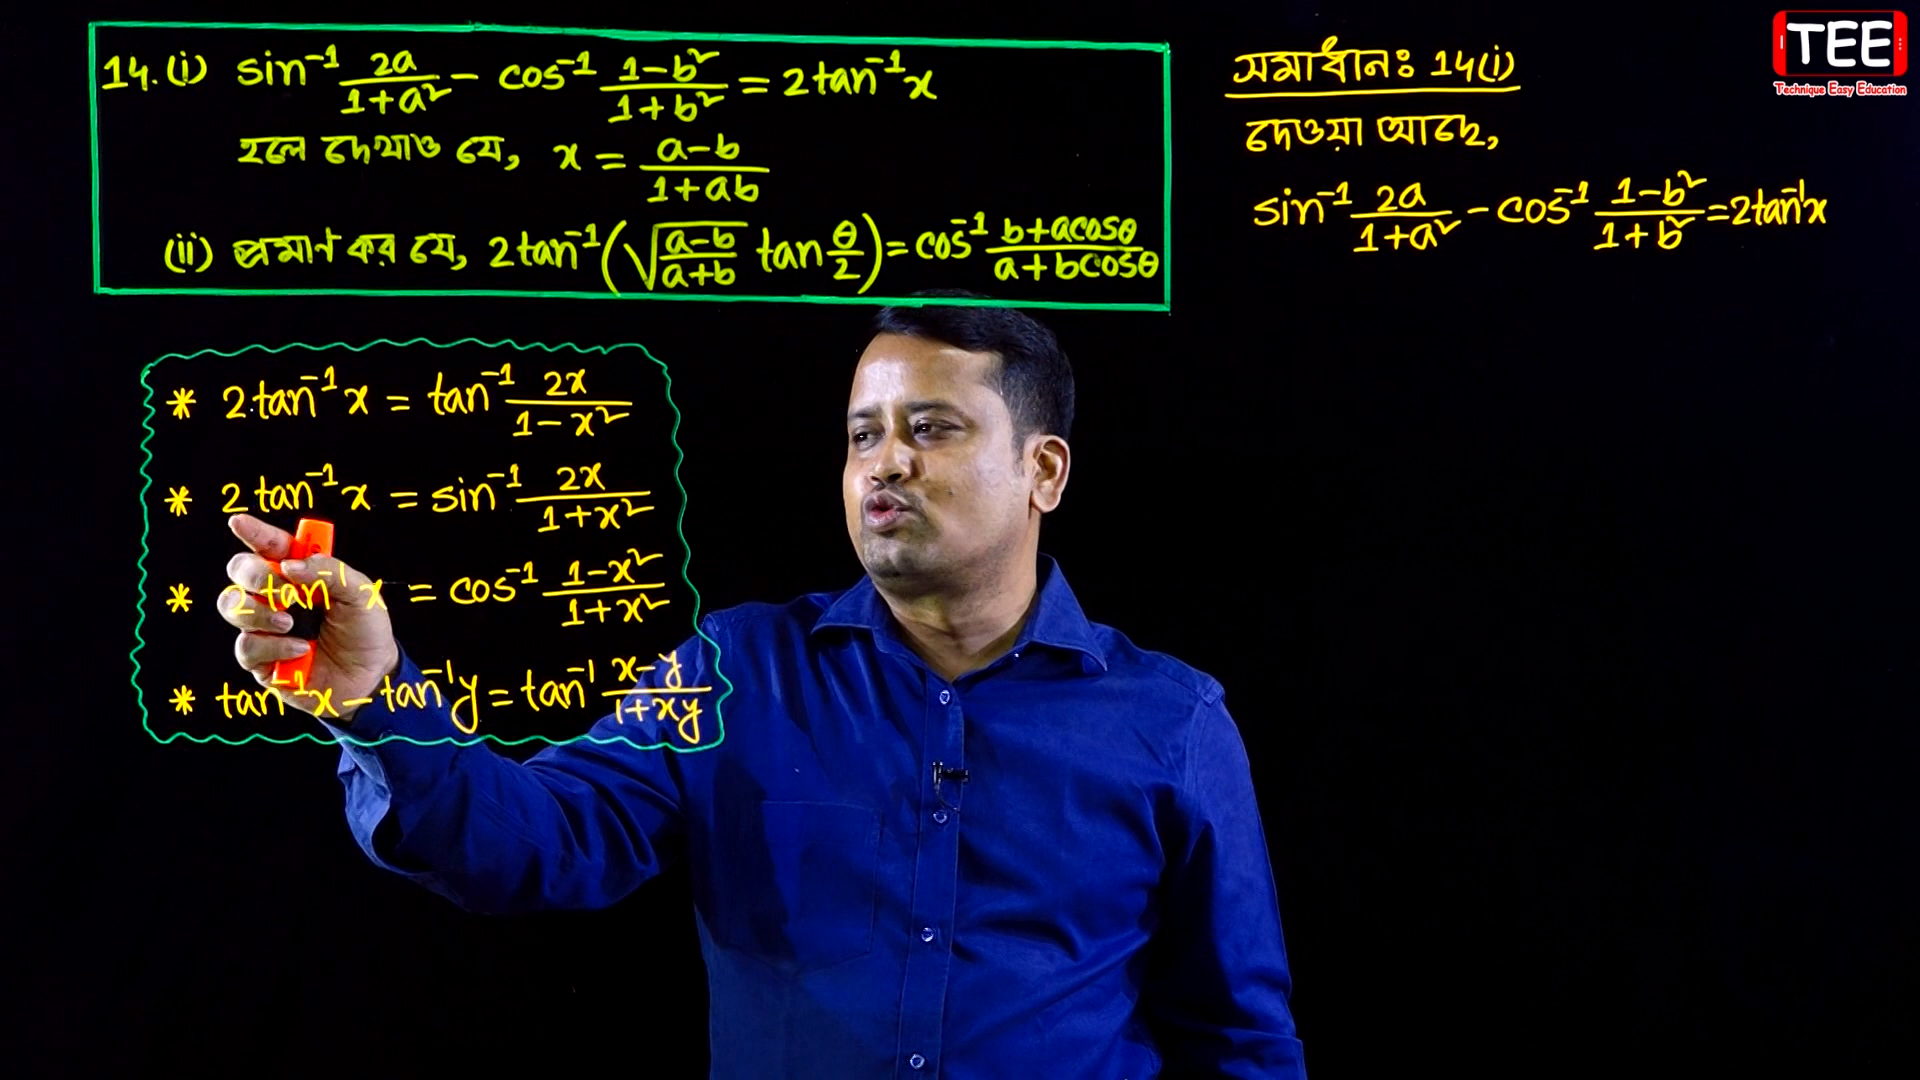 14.(i) sin⁻¹ 2a/(1+a²) − cos⁻¹ (1−b²)/(1+b²) = 2tan⁻¹x
হলে দেখাও যে, x = (a−b)/(1+ab)
(ii) প্রমাণ কর যে, 2tan⁻¹(√((a−b)/(a+b)) tan θ/2) = cos⁻¹ (b+acosθ)/(a+bcosθ)
* 2tan⁻¹x = tan⁻¹ 2x/(1−x²)
* 2tan⁻¹x = sin⁻¹ 2x/(1+x²)
* 2tan⁻¹x = cos⁻¹ (1−x²)/(1+x²)
* tan⁻¹x − tan⁻¹y = tan⁻¹ (x−y)/(1+xy)
সমাধানঃ 14(i)
দেওয়া আছে,
sin⁻¹ 2a/(1+a²) − cos⁻¹ (1−b²)/(1+b²) = 2tan⁻¹x
TEE
Technique Easy Education